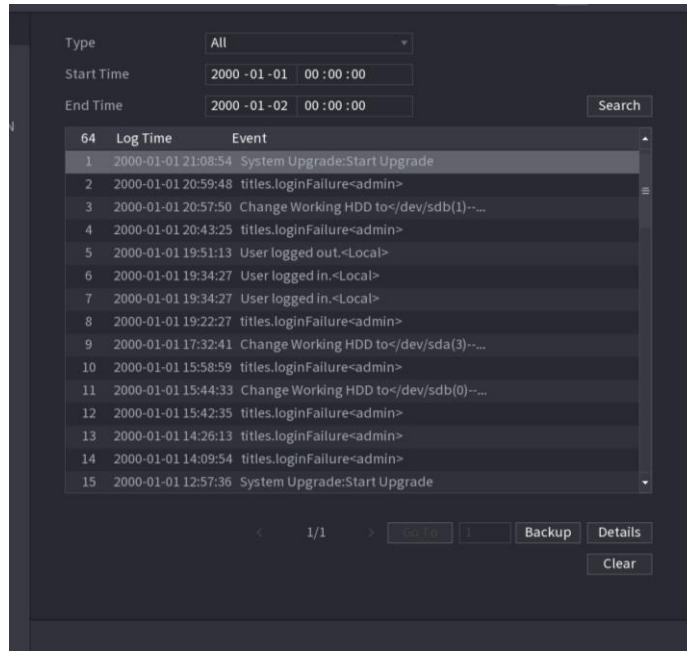 Type All
Start Time 2000 -01 -01 00 : 00 : 00
End Time 2000 -01 -02 00 : 00 : 00
Search
64 Log Time Event
1 2000-01-01 21:08:54 System Upgrade:Start Upgrade
2 2000-01-01 20:59:48 titles.loginFailure<admin>
3 2000-01-01 20:57:50 Change Working HDD to</dev/sdb(1)--...
4 2000-01-01 20:43:25 titles.loginFailure<admin>
5 2000-01-01 19:51:13 User logged out.<Local>
6 2000-01-01 19:34:27 User logged in.<Local>
7 2000-01-01 19:34:27 User logged in.<Local>
8 2000-01-01 19:22:27 titles.loginFailure<admin>
9 2000-01-01 17:32:41 Change Working HDD to</dev/sda(3)--...
10 2000-01-01 15:58:59 titles.loginFailure<admin>
11 2000-01-01 15:44:33 Change Working HDD to</dev/sdb(0)--...
12 2000-01-01 15:42:35 titles.loginFailure<admin>
13 2000-01-01 14:26:13 titles.loginFailure<admin>
14 2000-01-01 14:09:54 titles.loginFailure<admin>
15 2000-01-01 12:57:36 System Upgrade:Start Upgrade
< 1/1 > Go To 1 Backup Details
Clear